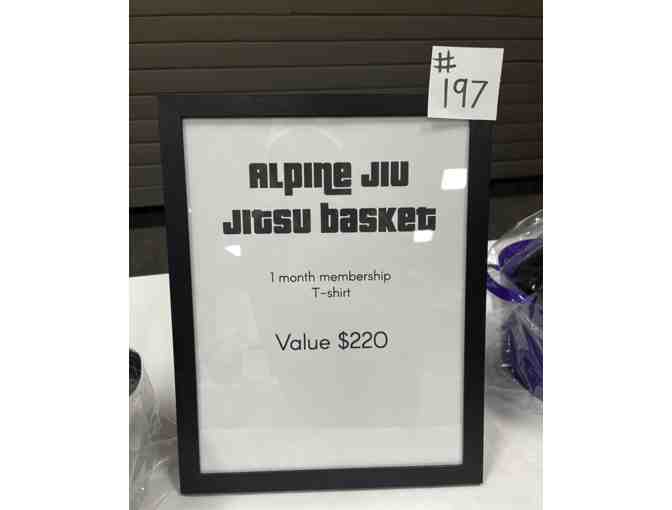 #
197
Alpine Jiu
Jitsu basket
1 month membership
T-shirt
Value $220